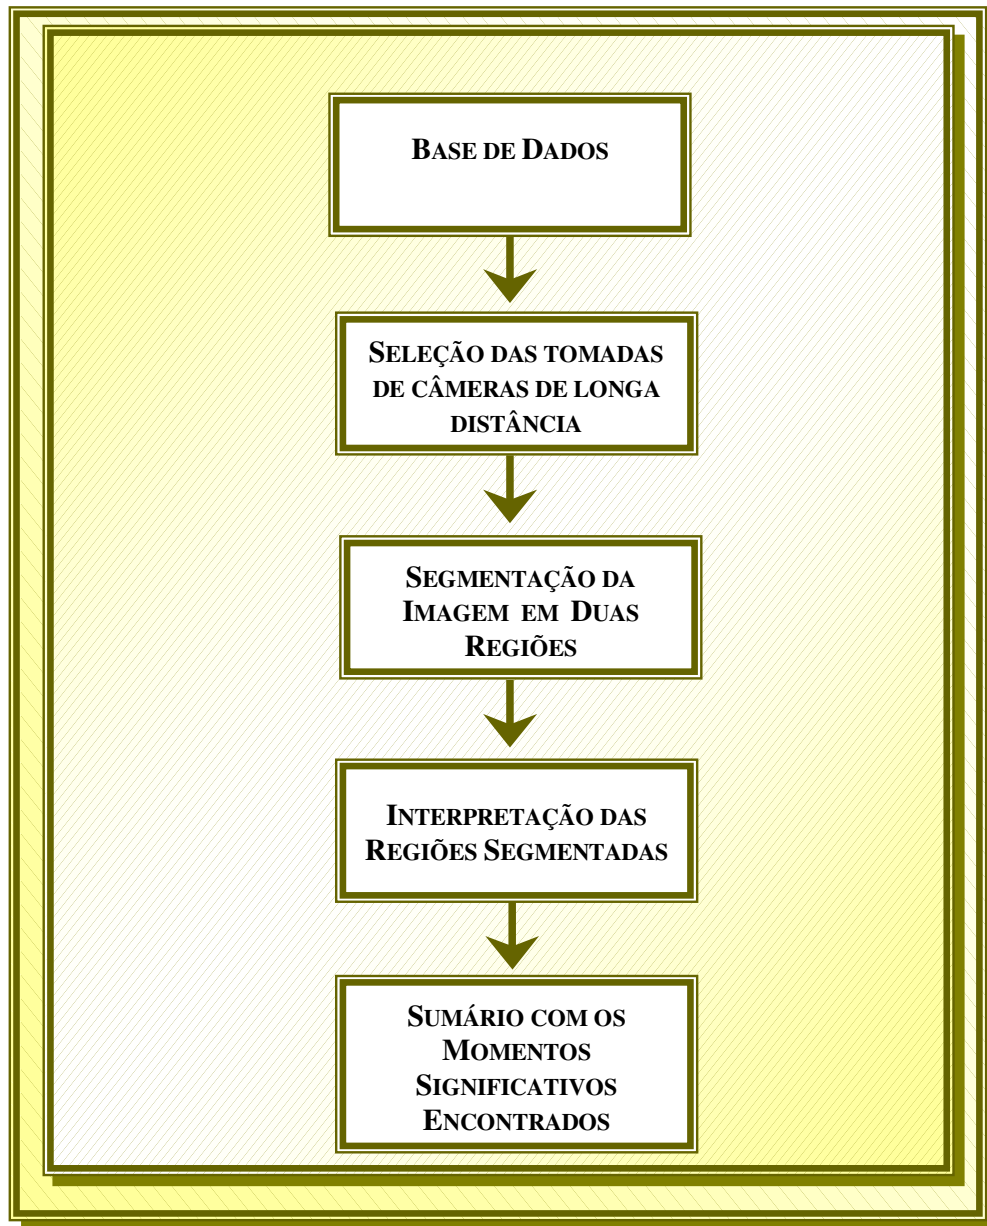 BASE DE DADOS
SELEÇÃO DAS TOMADAS
DE CÂMERAS DE LONGA
DISTÂNCIA
SEGMENTAÇÃO DA
IMAGEM EM DUAS
REGIÕES
INTERPRETAÇÃO DAS
REGIÕES SEGMENTADAS
SUMÁRIO COM OS
MOMENTOS
SIGNIFICATIVOS
ENCONTRADOS